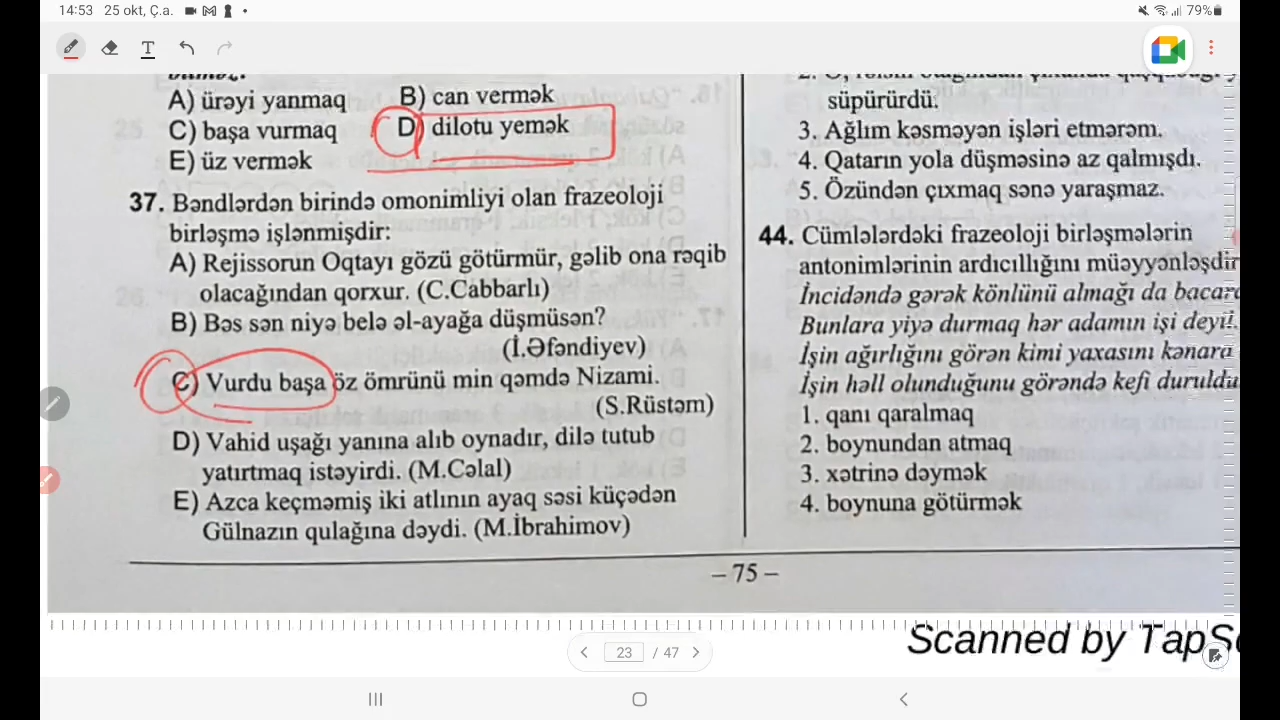 14:53 25 okt, Ç.a.
79%
T
A) ürəyi yanmaq B) can vermək
C) başa vurmaq D) dilotu yemək
E) üz vermək
37. Bəndlərdən birində omonimliyi olan frazeoloji
birləşmə işlənmişdir:
A) Rejissorun Oqtayı gözü götürmür, gəlib ona rəqib
olacağından qorxur. (C.Cabbarlı)
B) Bəs sən niyə belə əl-ayağa düşmüsən?
(İ.Əfəndiyev)
C) Vurdu başa öz ömrünü min qəmdə Nizami.
(S.Rüstəm)
D) Vahid uşağı yanına alıb oynadır, dilə tutub
yatırtmaq istəyirdi. (M.Cəlal)
E) Azca keçməmiş iki atlının ayaq səsi küçədən
Gülnazın qulağına dəydi. (M.İbrahimov)
süpürürdü.
3. Ağlım kəsməyən işləri etmərəm.
4. Qatarın yola düşməsinə az qalmışdı.
5. Özündən çıxmaq sənə yaraşmaz.
44. Cümlələrdəki frazeoloji birləşmələrin
antonimlərinin ardıcıllığını müəyyənləşdir
İncidəndə gərək könlünü almağı da bacara
Bunlara yiyə durmaq hər adamın işi deyil.
İşin ağırlığını görən kimi yaxasını kənara
İşin həll olunduğunu görəndə kefi duruldu
1. qanı qaralmaq
2. boynundan atmaq
3. xətrinə dəymək
4. boynuna götürmək
– 75 –
Scanned by TapSc
23 / 47